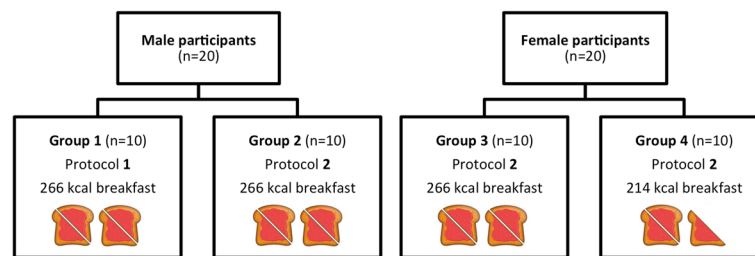 Male participants
(n=20)
Female participants
(n=20)
Group 1 (n=10)
Protocol 1
266 kcal breakfast
Group 2 (n=10)
Protocol 2
266 kcal breakfast
Group 3 (n=10)
Protocol 2
266 kcal breakfast
Group 4 (n=10)
Protocol 2
214 kcal breakfast